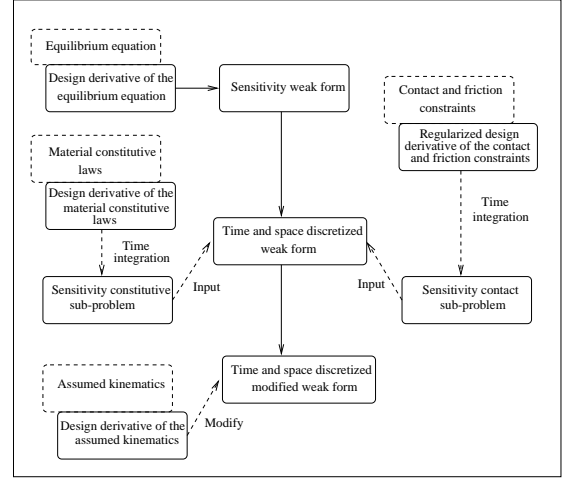 Equilibrium equation
Design derivative of the
equilibrium equation
Sensitivity weak form
Contact and friction
constraints
Regularized design
derivative of the contact
and friction constraints
Material constitutive
laws
Design derivative of the
material constitutive
laws
Time
integration
Time
integration
Time and space discretized
weak form
Sensitivity constitutive
sub-problem
Input
Input
Sensitivity contact
sub-problem
Time and space discretized
modified weak form
Assumed kinematics
Design derivative of the
assumed kinematics
Modify